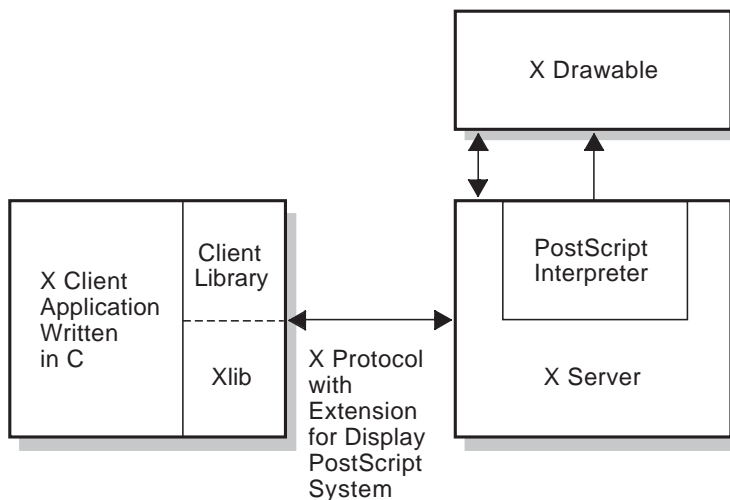 X Drawable
X Client
Application
Written
in C
Client
Library
Xlib
X Protocol
with
Extension
for Display
PostScript
System
PostScript
Interpreter
X Server